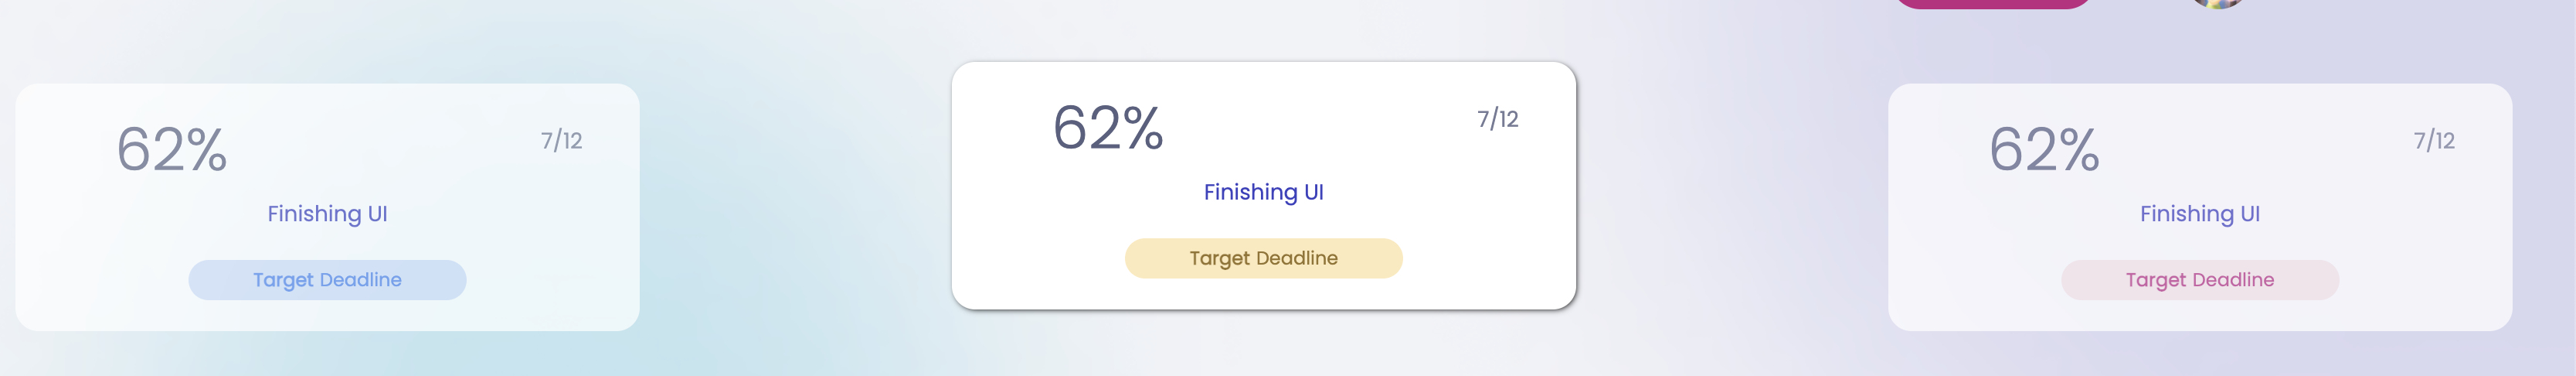 62%
7/12
Finishing UI
Target Deadline
62%
7/12
Finishing UI
Target Deadline
62%
7/12
Finishing UI
Target Deadline